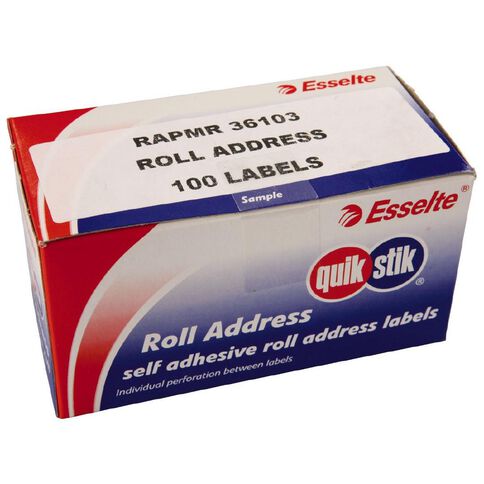 Esselte
RAPMR 36103
ROLL ADDRESS
100 LABELS
Sample
Esselte®
quik stik®
Roll Address
self adhesive roll address labels
Individual perforation between labels